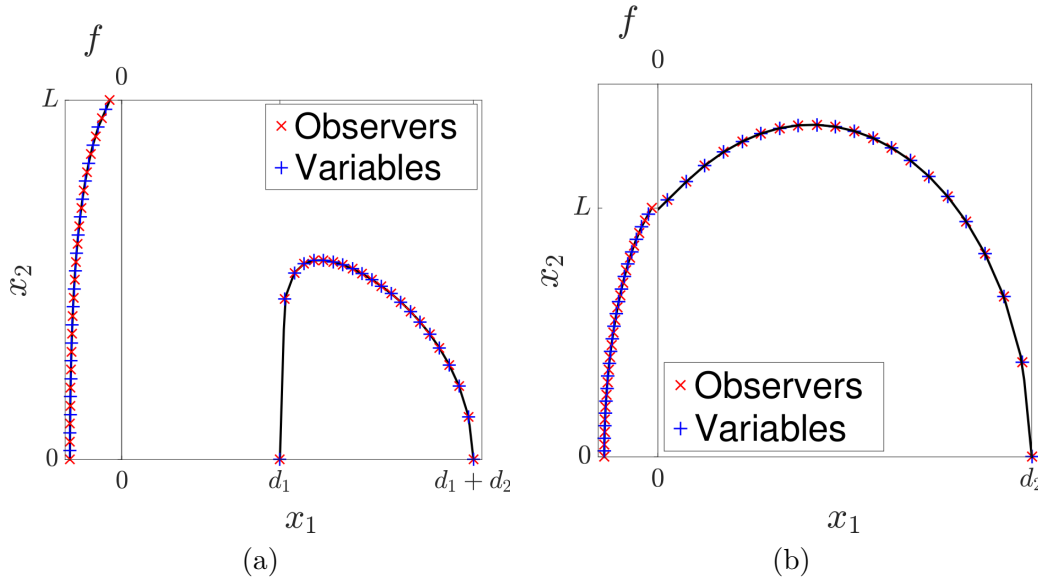 f
0
L
× Observers
+ Variables
x₂
0
0
d₁
d₁ + d₂
x₁
(a)
f
0
L
x₂
× Observers
+ Variables
0
0
d₂
x₁
(b)